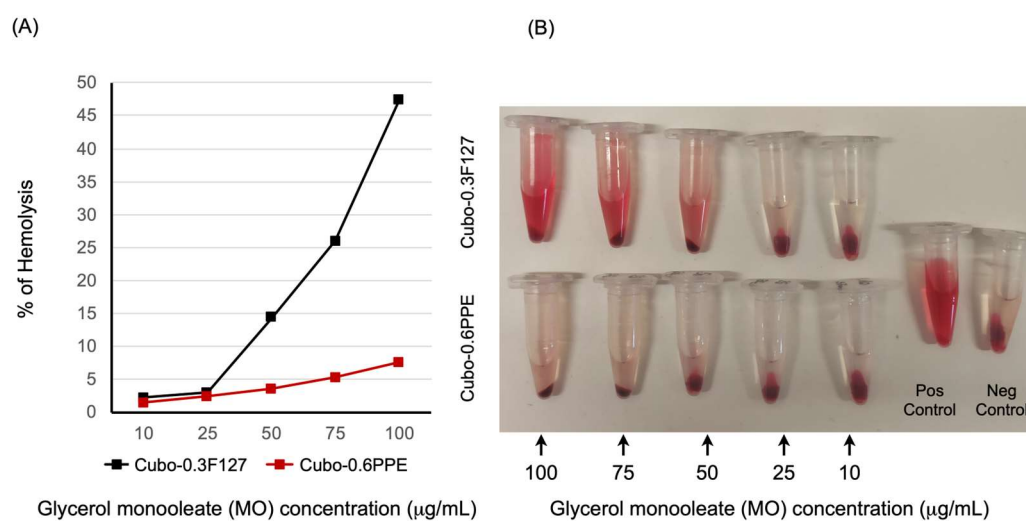 (A)
% of Hemolysis
50
45
40
35
30
25
20
15
10
5
0
10 25 50 75 100
Cubo-0.3F127 Cubo-0.6PPE
Glycerol monooleate (MO) concentration (μg/mL)
(B)
Cubo-0.3F127
Cubo-0.6PPE
Pos
Control
Neg
Control
100 75 50 25 10
Glycerol monooleate (MO) concentration (μg/mL)